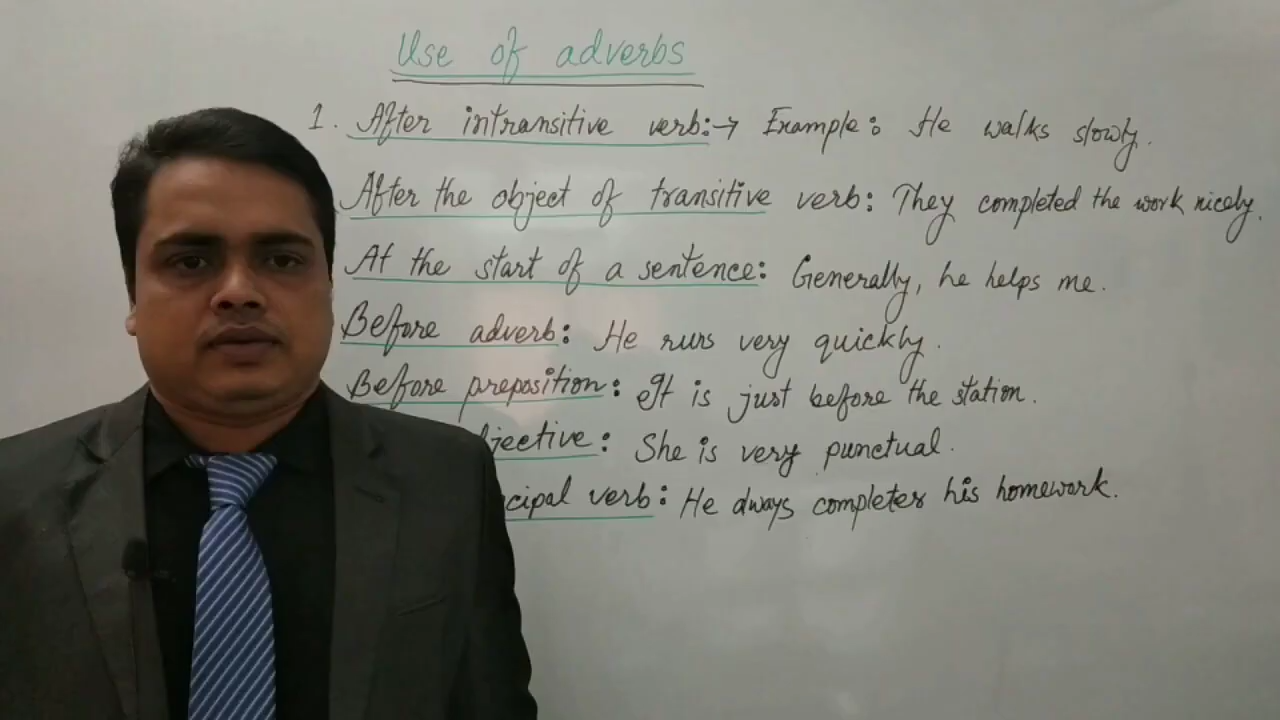 Use of adverbs
1. After intransitive verb:→ Example: He walks slowly.
After the object of transitive verb: They completed the work nicely.
At the start of a sentence: Generally, he helps me.
Before adverb: He runs very quickly.
Before preposition: It is just before the station.
jective: She is very punctual.
cipal verb: He always completes his homework.